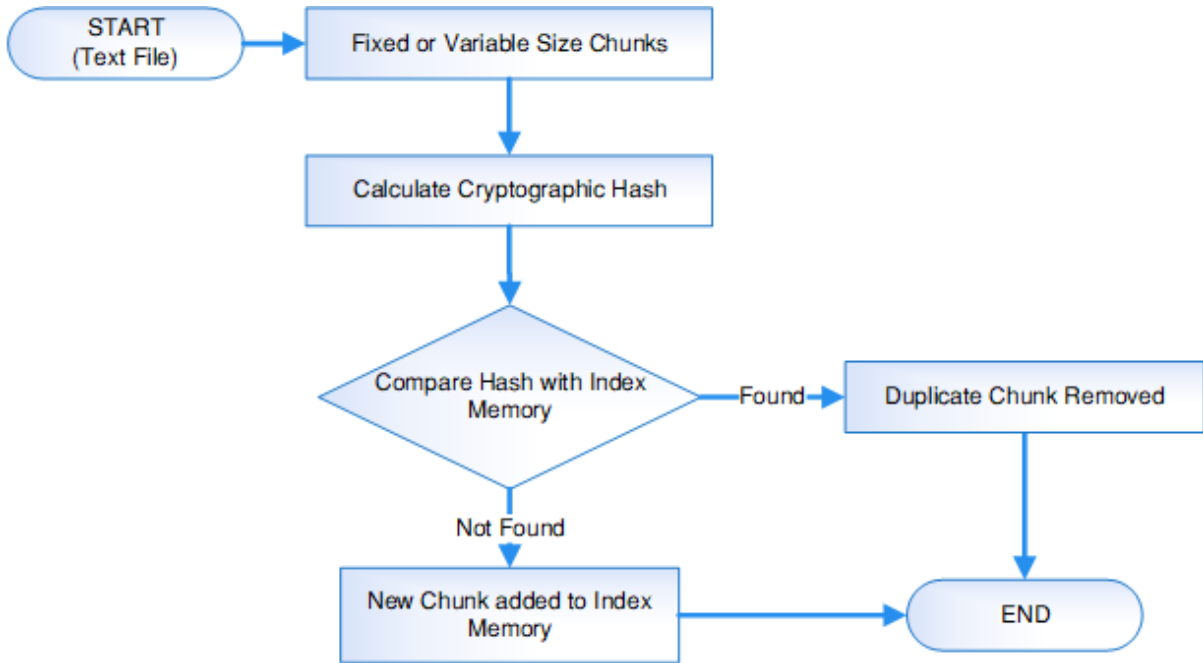 START
(Text File)
Fixed or Variable Size Chunks
Calculate Cryptographic Hash
Compare Hash with Index
Memory
Found
Duplicate Chunk Removed
Not Found
New Chunk added to Index
Memory
END